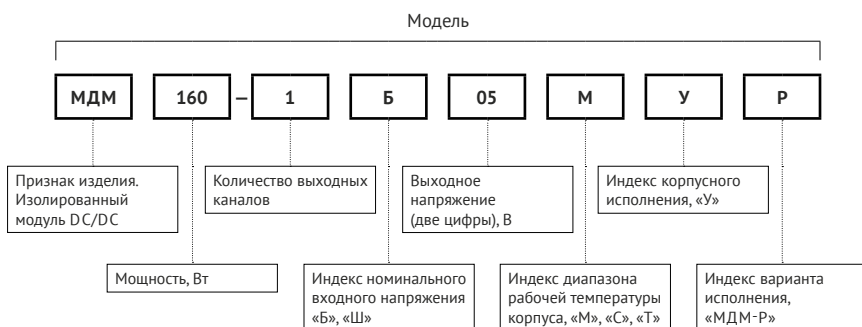 Модель
МДМ 160 – 1 Б 05 М У Р
Признак изделия.
Изолированный
модуль DC/DC
Количество выходных
каналов
Выходное
напряжение
(две цифры), В
Индекс корпусного
исполнения, «У»
Мощность, Вт
Индекс номинального
входного напряжения
«Б», «Ш»
Индекс диапазона
рабочей температуры
корпуса, «М», «С», «Т»
Индекс варианта
исполнения,
«МДМ-Р»